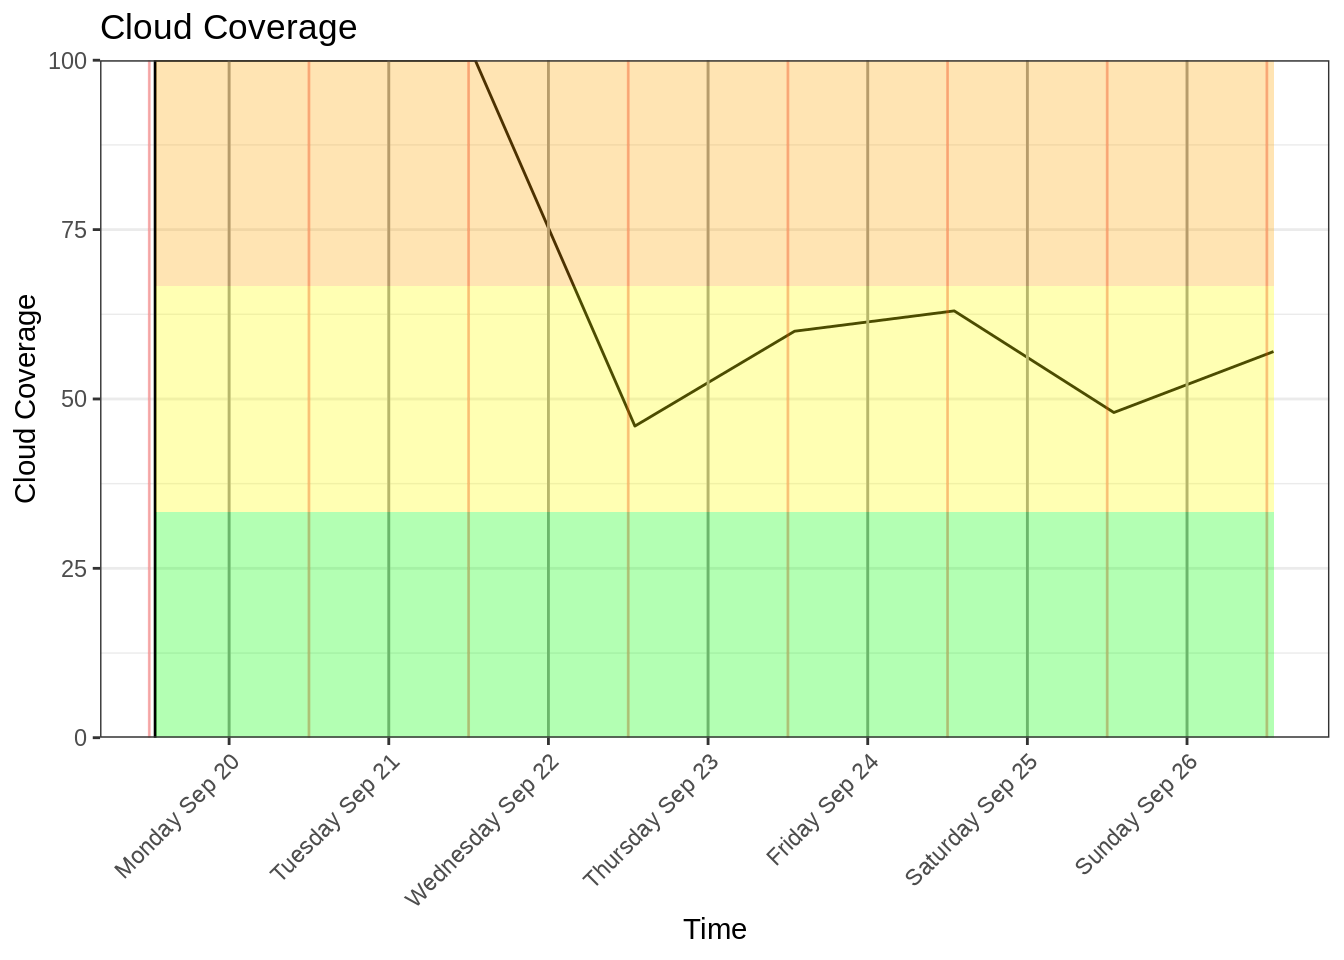 Cloud Coverage
Cloud Coverage
100
75
50
25
0
Monday Sep 20
Tuesday Sep 21
Wednesday Sep 22
Thursday Sep 23
Friday Sep 24
Saturday Sep 25
Sunday Sep 26
Time